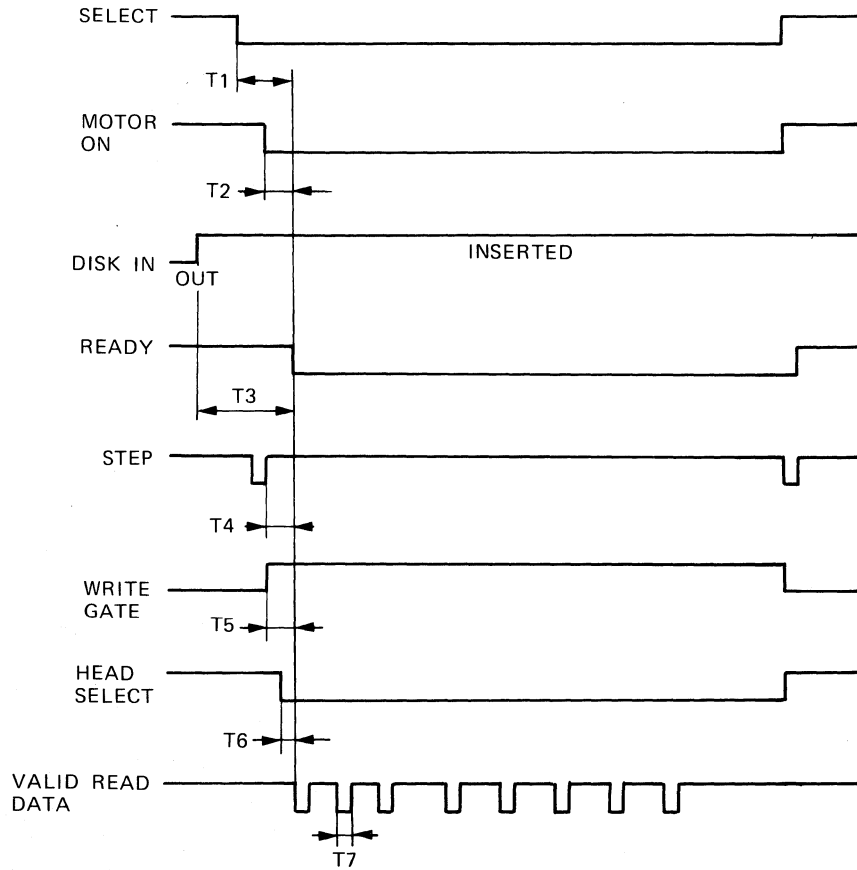 SELECT
T1
MOTOR
ON
T2
INSERTED
DISK IN
OUT
READY
T3
STEP
T4
WRITE
GATE
T5
HEAD
SELECT
T6
VALID READ
DATA
T7